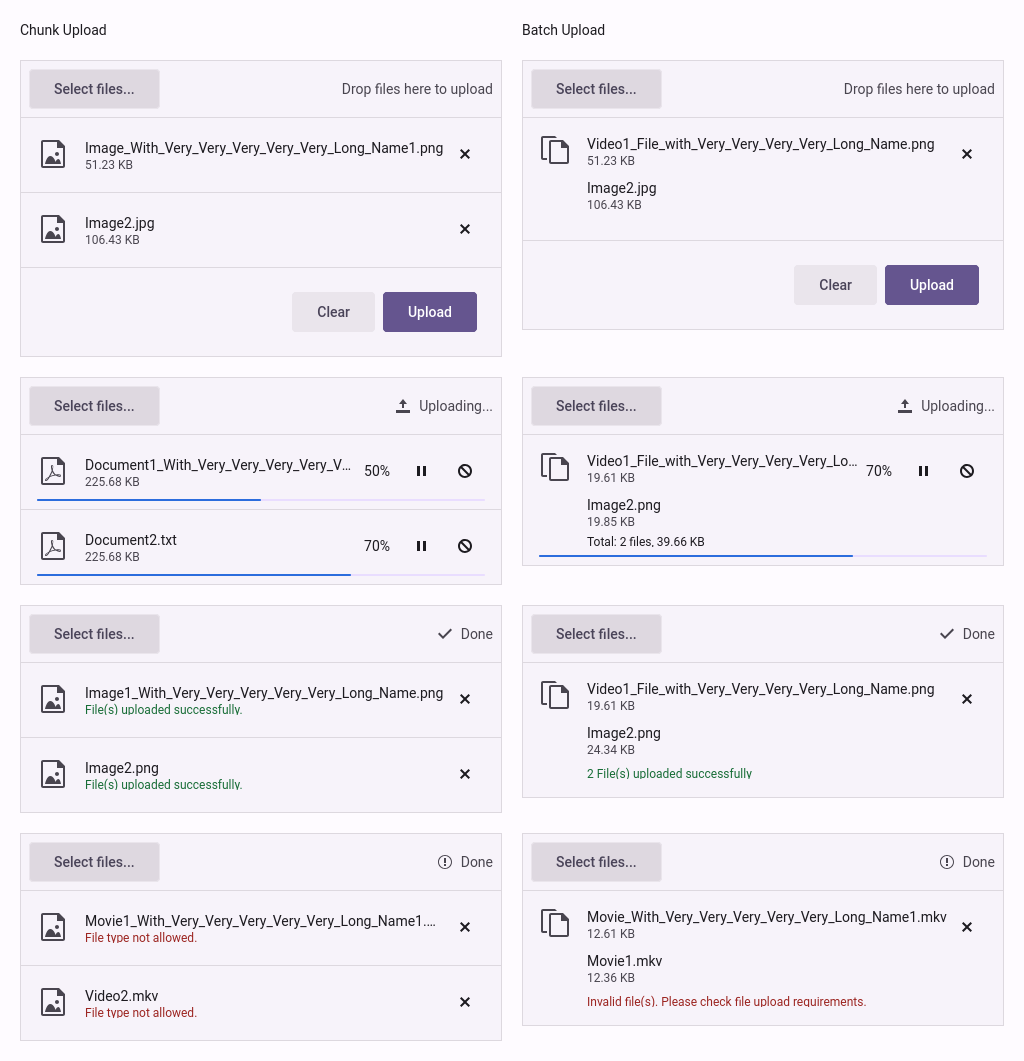 Chunk Upload
Select files...
Drop files here to upload
Image_With_Very_Very_Very_Very_Very_Long_Name1.png
51.23 KB
Image2.jpg
106.43 KB
Clear
Upload
Select files...
Uploading...
Document1_With_Very_Very_Very_Very_V...
225.68 KB
50%
Document2.txt
225.68 KB
70%
Select files...
Done
Image1_With_Very_Very_Very_Very_Very_Long_Name.png
File(s) uploaded successfully.
Image2.png
File(s) uploaded successfully.
Select files...
Done
Movie1_With_Very_Very_Very_Very_Very_Long_Name1....
File type not allowed.
Video2.mkv
File type not allowed.
Batch Upload
Select files...
Drop files here to upload
Video1_File_with_Very_Very_Very_Very_Long_Name.png
51.23 KB
Image2.jpg
106.43 KB
Clear
Upload
Select files...
Uploading...
Video1_File_with_Very_Very_Very_Very_Lo...
19.61 KB
70%
Image2.png
19.85 KB
Total: 2 files, 39.66 KB
Select files...
Done
Video1_File_with_Very_Very_Very_Very_Long_Name.png
19.61 KB
Image2.png
24.34 KB
2 File(s) uploaded successfully
Select files...
Done
Movie_With_Very_Very_Very_Very_Very_Long_Name1.mkv
12.61 KB
Movie1.mkv
12.36 KB
Invalid file(s). Please check file upload requirements.